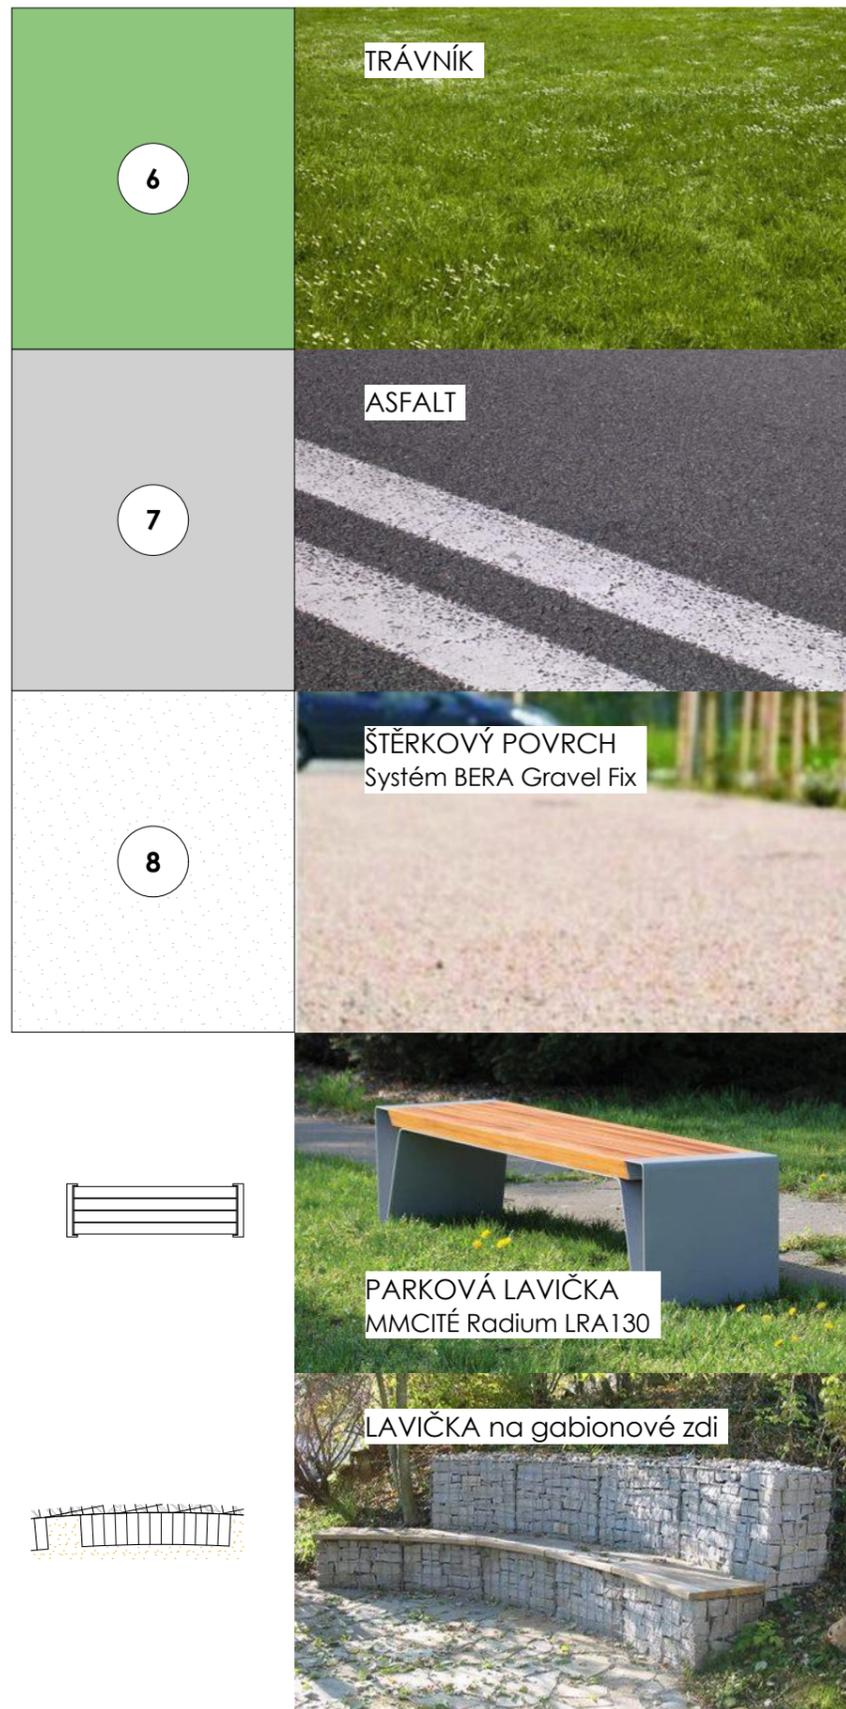 6
TRÁVNÍK
7
ASFALT
8
ŠTĚRKOVÝ POVRCH
Systém BERA Gravel Fix
PARKOVÁ LAVIČKA
MMCITÉ Radium LRA130
LAVIČKA na gabionové zdi